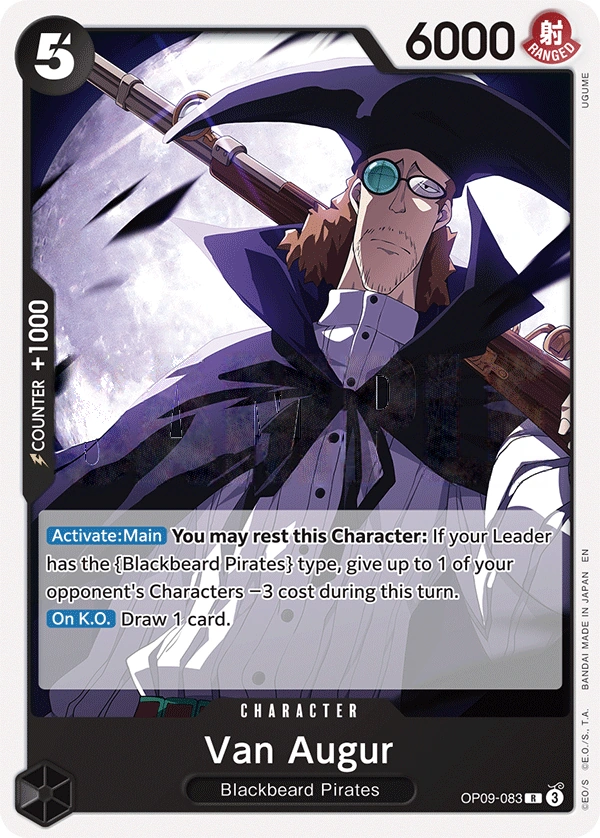 5
6000
射
RANGED
UGUME
COUNTER +1000
Activate:Main You may rest this Character: If your Leader
has the {Blackbeard Pirates} type, give up to 1 of your
opponent's Characters −3 cost during this turn.
On K.O. Draw 1 card.
BANDAI MADE IN JAPAN EN
©E.O./S., T.A.
©EO/S
CHARACTER
Van Augur
Blackbeard Pirates
OP09-083 R 3